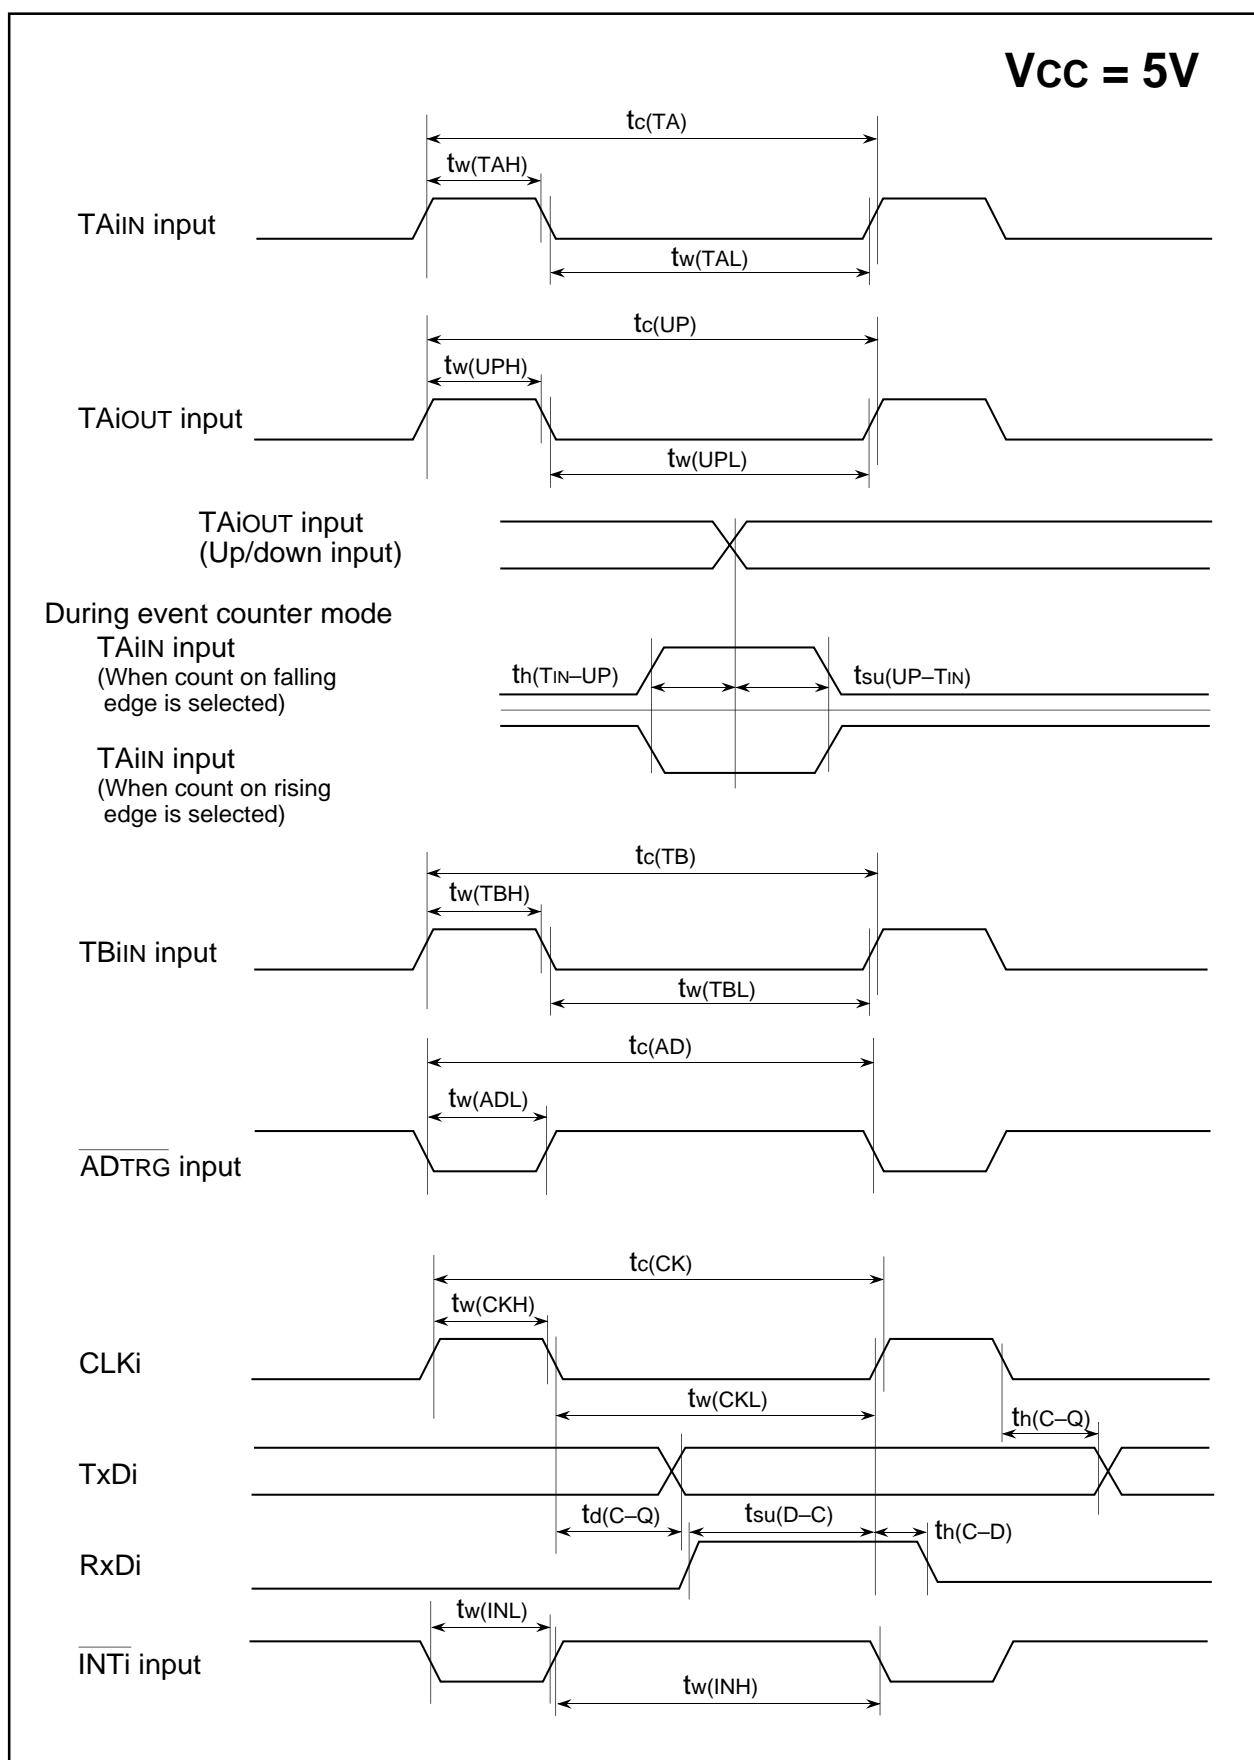 VCC = 5V
tc(TA)
tw(TAH)
TAiIN input
tw(TAL)
tc(UP)
tw(UPH)
TAiOUT input
tw(UPL)
TAiOUT input
(Up/down input)
During event counter mode
TAiIN input
(When count on falling
edge is selected)
th(TIN–UP)
tsu(UP–TIN)
TAiIN input
(When count on rising
edge is selected)
tc(TB)
tw(TBH)
TBiIN input
tw(TBL)
tc(AD)
tw(ADL)
ADTRG input
tc(CK)
tw(CKH)
CLKi
tw(CKL)
th(C–Q)
TxDi
td(C–Q)
tsu(D–C)
th(C–D)
RxDi
tw(INL)
INTi input
tw(INH)